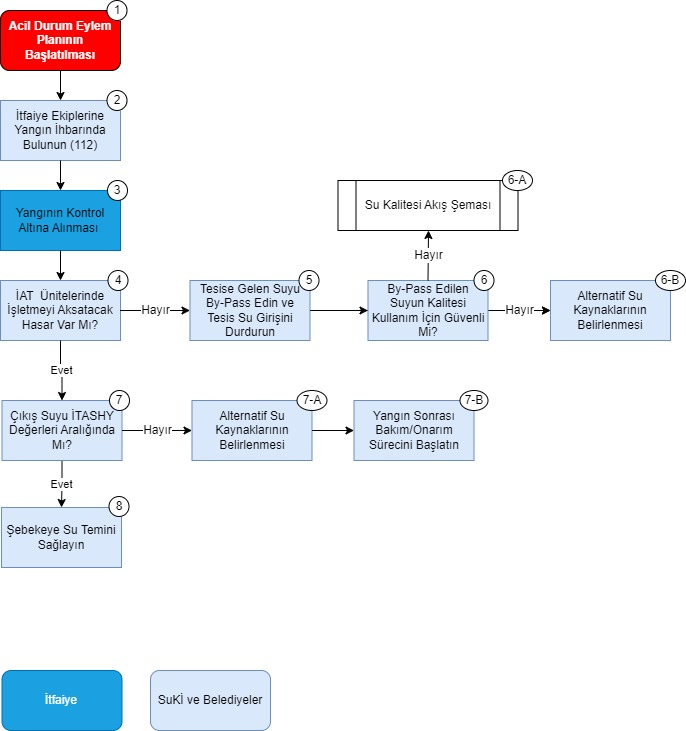 1
Acil Durum Eylem
Planının
Başlatılması
2
İtfaiye Ekiplerine
Yangın İhbarında
Bulunun (112)
3
Yangının Kontrol
Altına Alınması
6-A
Su Kalitesi Akış Şeması
Hayır
4
İAT Ünitelerinde
İşletmeyi Aksatacak
Hasar Var Mı?
Hayır
5
Tesise Gelen Suyu
By-Pass Edin ve
Tesis Su Girişini
Durdurun
6
By-Pass Edilen
Suyun Kalitesi
Kullanım İçin Güvenli
Mi?
Hayır
6-B
Alternatif Su
Kaynaklarının
Belirlenmesi
Evet
7
Çıkış Suyu İTASHY
Değerleri Aralığında
Mı?
Hayır
7-A
Alternatif Su
Kaynaklarının
Belirlenmesi
7-B
Yangın Sonrası
Bakım/Onarım
Sürecini Başlatın
Evet
8
Şebekeye Su Temini
Sağlayın
İtfaiye
SuKİ ve Belediyeler